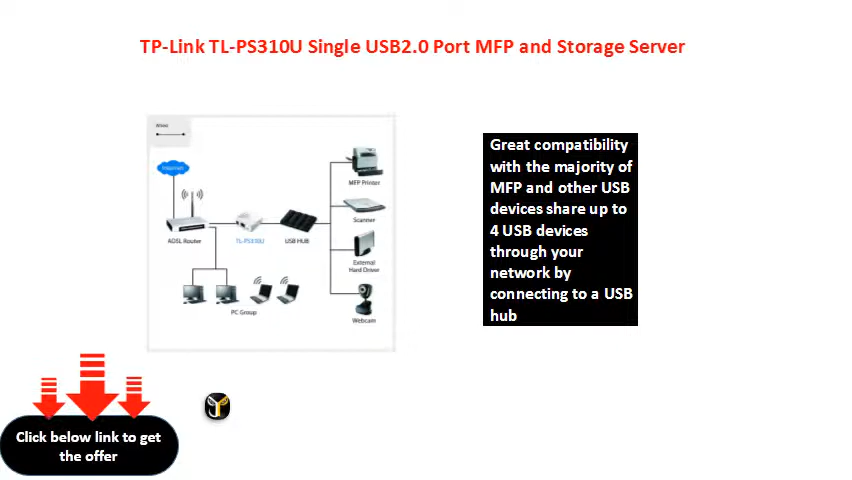 TP-Link TL-PS310U Single USB2.0 Port MFP and Storage Server
Great compatibility
with the majority of
MFP and other USB
devices share up to
4 USB devices
through your
network by
connecting to a USB
hub
Internet
MFP Printer
Scanner
ADSL Router
TL-PS310U
USB HUB
External
Hard Driver
PC Group
Webcam
Click below link to get
the offer